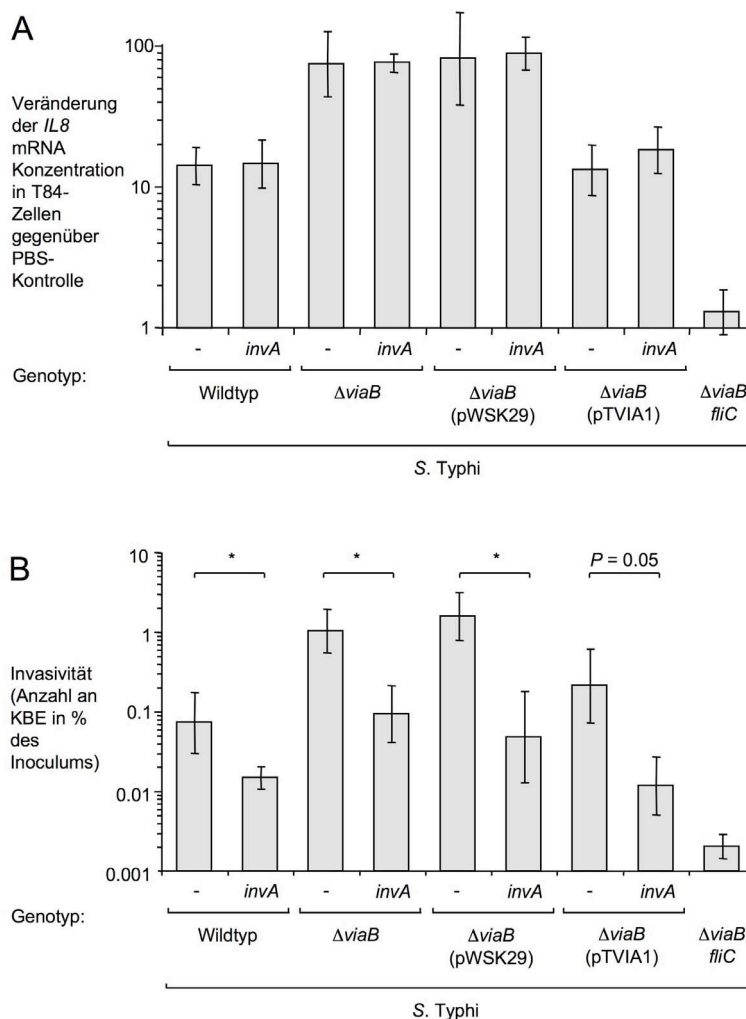 A
Veränderung
der IL8
mRNA
Konzentration
in T84-
Zellen
gegenüber
PBS-
Kontrolle
100
10
1
- invA - invA - invA - invA
Genotyp:
Wildtyp ΔviaB ΔviaB ΔviaB ΔviaB
(pWSK29) (pTVIA1) fliC
S. Typhi
B
Invasivität
(Anzahl an
KBE in %
des
Inoculums)
10
1
0.1
0.01
0.001
* * * P = 0.05
- invA - invA - invA - invA
Genotyp:
Wildtyp ΔviaB ΔviaB ΔviaB ΔviaB
(pWSK29) (pTVIA1) fliC
S. Typhi